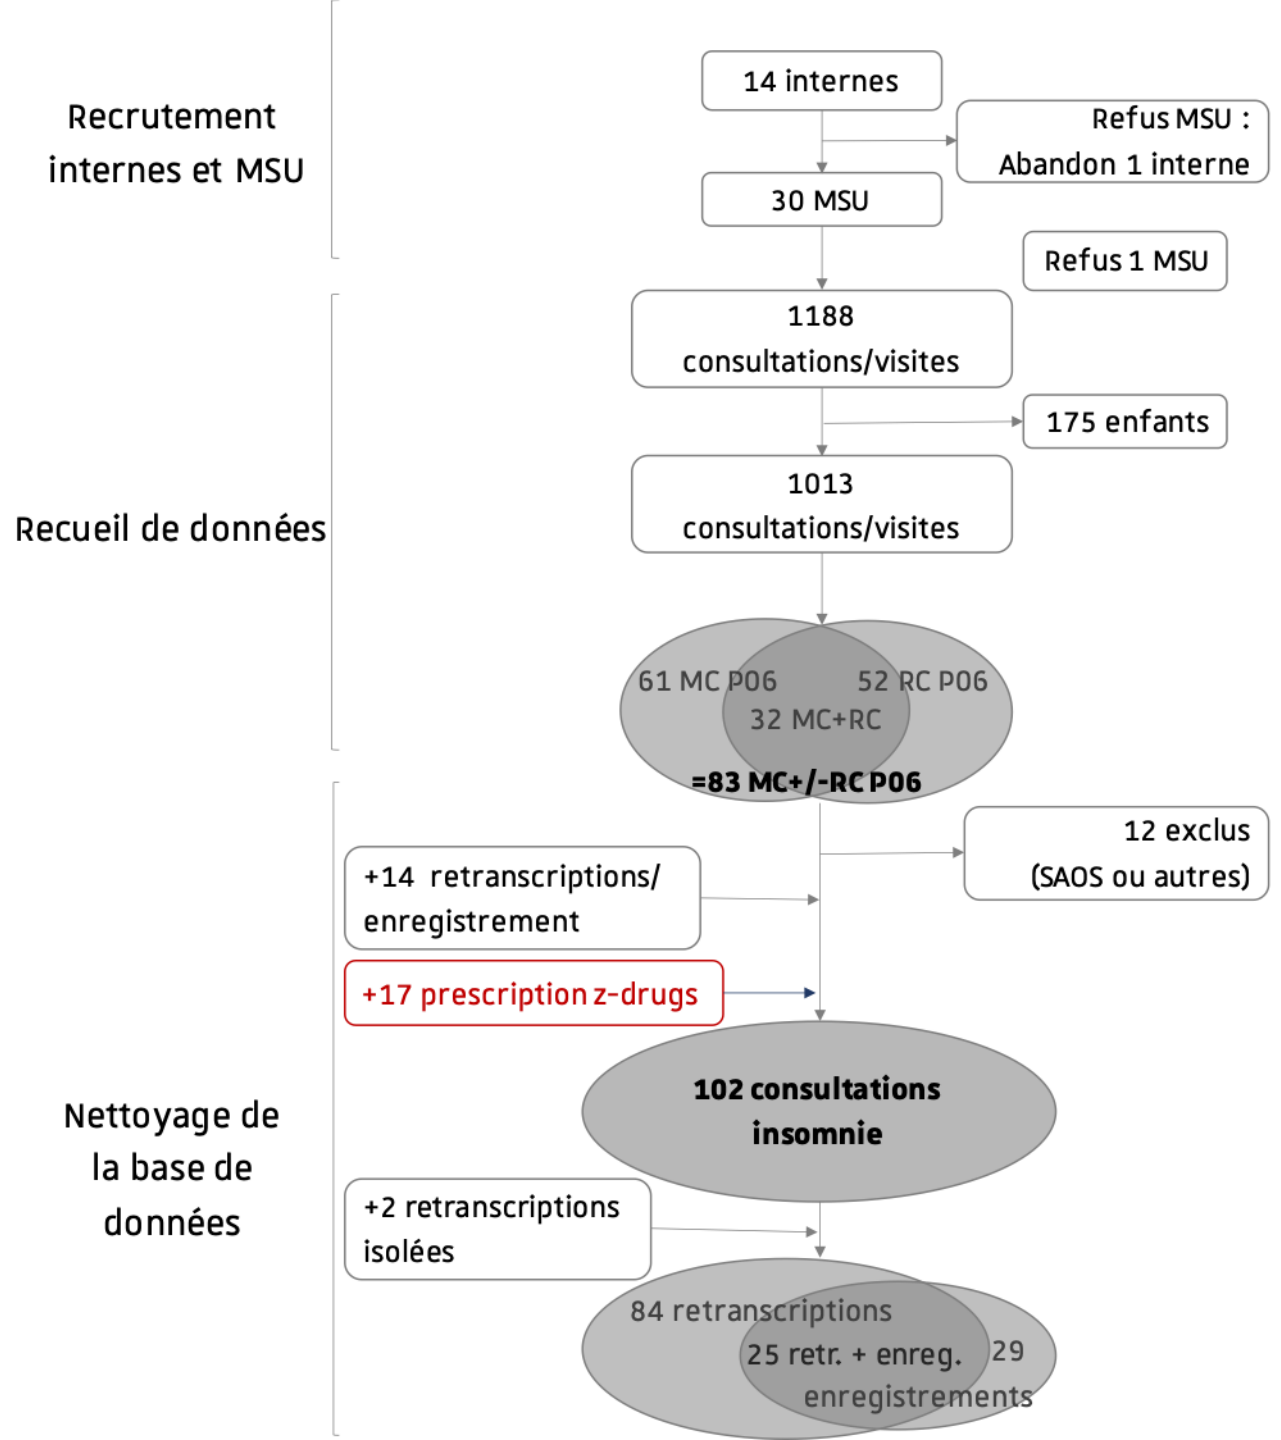 Recrutement
internes et MSU
14 internes
Refus MSU :
Abandon 1 interne
30 MSU
Refus 1 MSU
Recueil de données
1188
consultations/visites
175 enfants
1013
consultations/visites
61 MC P06
52 RC P06
32 MC+RC
=83 MC+/-RC P06
Nettoyage de
la base de
données
12 exclus
(SAOS ou autres)
+14 retranscriptions/
enregistrement
+17 prescription z-drugs
102 consultations
insomnie
+2 retranscriptions
isolées
84 retranscriptions
25 retr. + enreg.
29
enregistrements